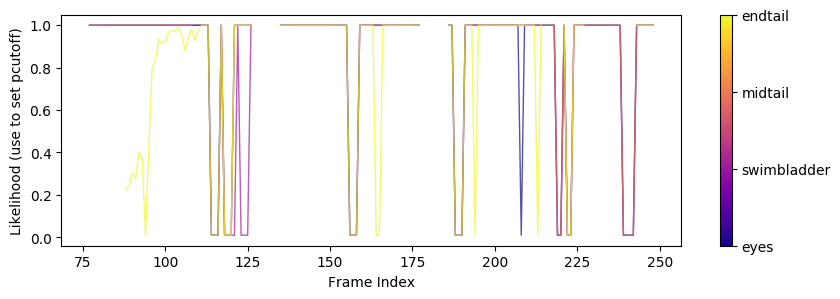 Likelihood (use to set pcutoff)
1.0
0.8
0.6
0.4
0.2
0.0
75
100
125
150
175
200
225
250
Frame Index
endtail
midtail
swimbladder
eyes